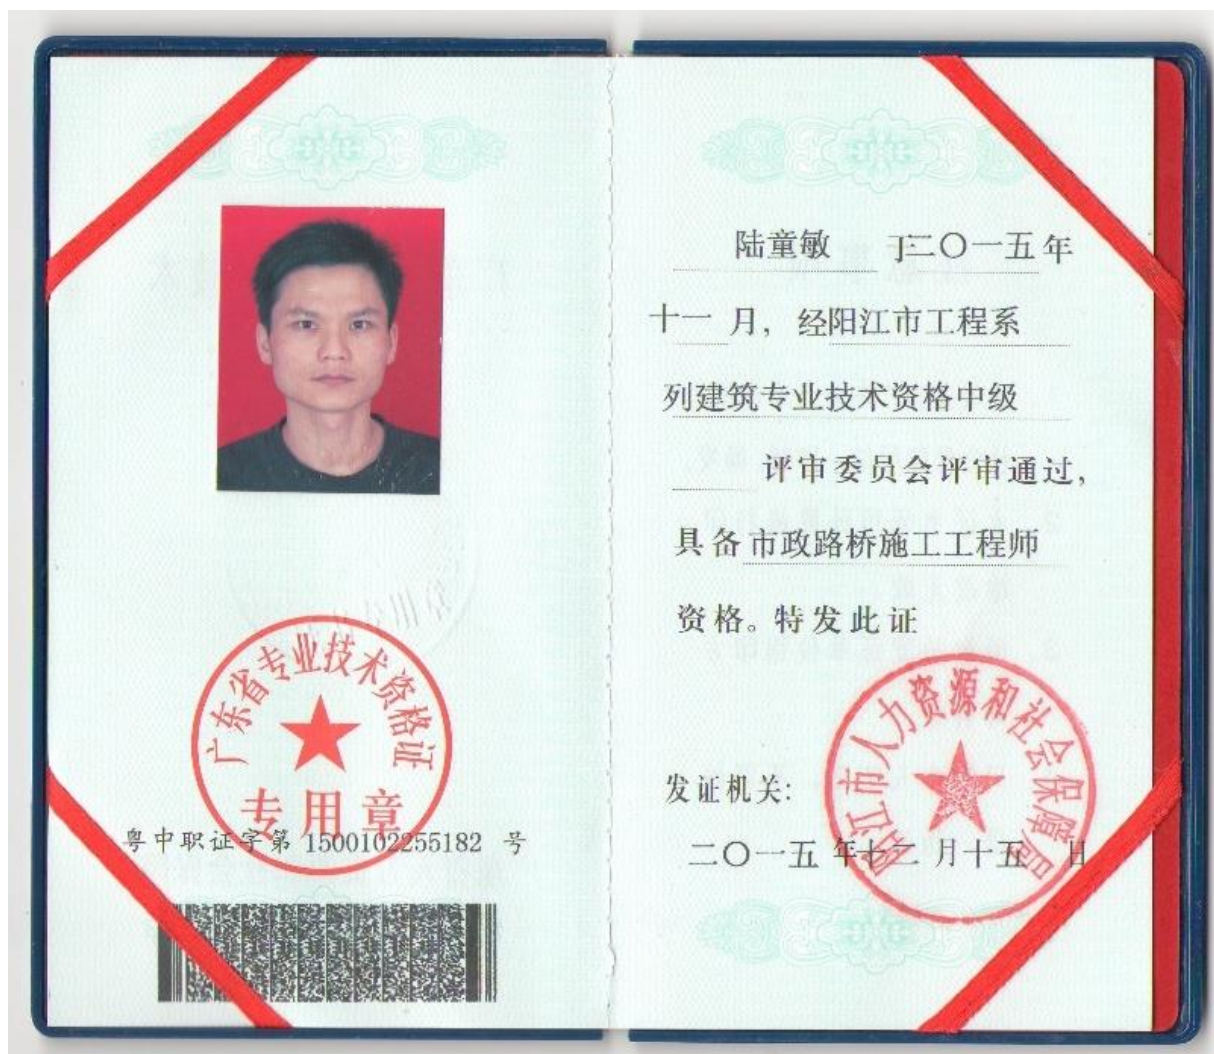 广东省专业技术资格证
专用章
粤中职证字第 1500102255182 号
陆童敏 于二〇一五年
十一 月，经阳江市工程系
列建筑专业技术资格中级
评审委员会评审通过，
具备市政路桥施工工程师
资格。特发此证
阳江市人力资源和社会保障局
发证机关：
二〇一五 年十二 月十五 日